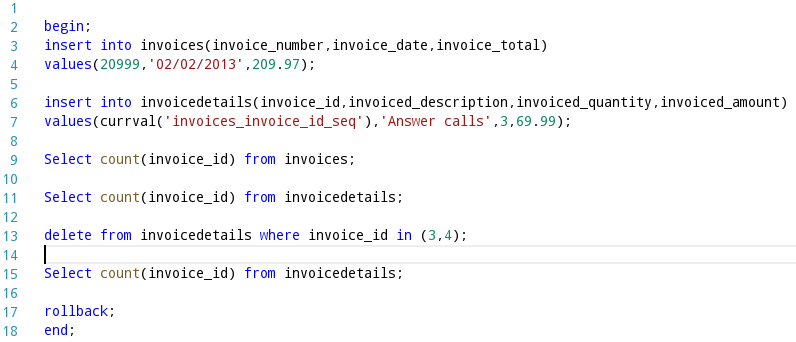 1
2 begin;
3 insert into invoices(invoice_number,invoice_date,invoice_total)
4 values(20999,'02/02/2013',209.97);
5
6 insert into invoicedetails(invoice_id,invoiced_description,invoiced_quantity,invoiced_amount)
7 values(currval('invoices_invoice_id_seq'),'Answer calls',3,69.99);
8
9 Select count(invoice_id) from invoices;
10
11 Select count(invoice_id) from invoicedetails;
12
13 delete from invoicedetails where invoice_id in (3,4);
14
15 Select count(invoice_id) from invoicedetails;
16
17 rollback;
18 end;